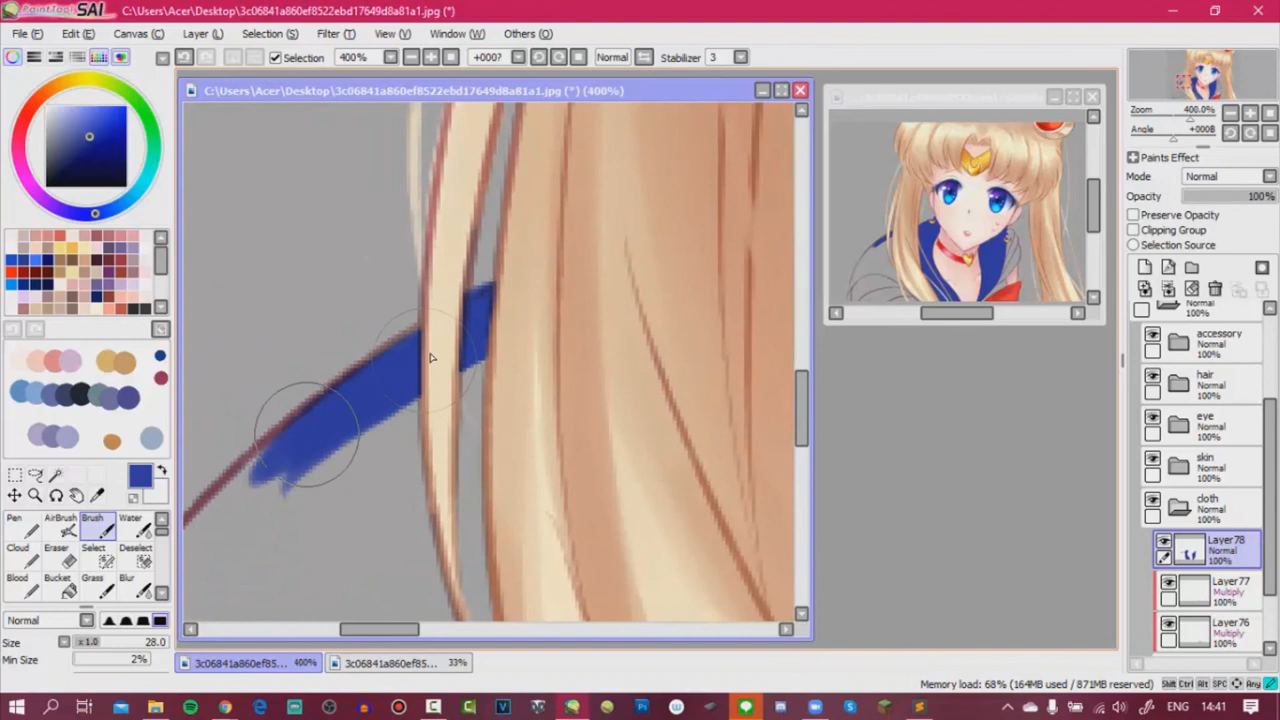 PaintTool SAI C:\Users\Acer\Desktop\3c06841a860ef8522ebd17649d8a81a1.jpg (*)
File (F) Edit (E) Canvas (C) Layer (L) Selection (S) Filter (T) View (V) Window (W) Others (O)
Selection 400% +000? Normal Stabilizer 3
C:\Users\Acer\Desktop\3c06841a860ef8522ebd17649d8a81a1.jpg (*) (400%)
Zoom 400.0%
Angle +000B
Paints Effect
Mode Normal
Opacity 100%
Preserve Opacity
Clipping Group
Selection Source
Normal
100%
accessory
Normal
100%
hair
Normal
100%
eye
Normal
100%
skin
Normal
100%
cloth
Normal
100%
Layer78
Normal
100%
Layer77
Multiply
100%
Layer76
Multiply
100%
Pen AirBrush Brush Water
Cloud Eraser Select Deselect
Blood Bucket Grass Blur
Normal
Size x 1.0 28.0
Min Size 2%
3c06841a860ef85... 400% 3c06841a860ef85... 33%
Memory load: 68% (164MB used / 871MB reserved) Shift Ctrl Alt SPC Any
ENG 14:41